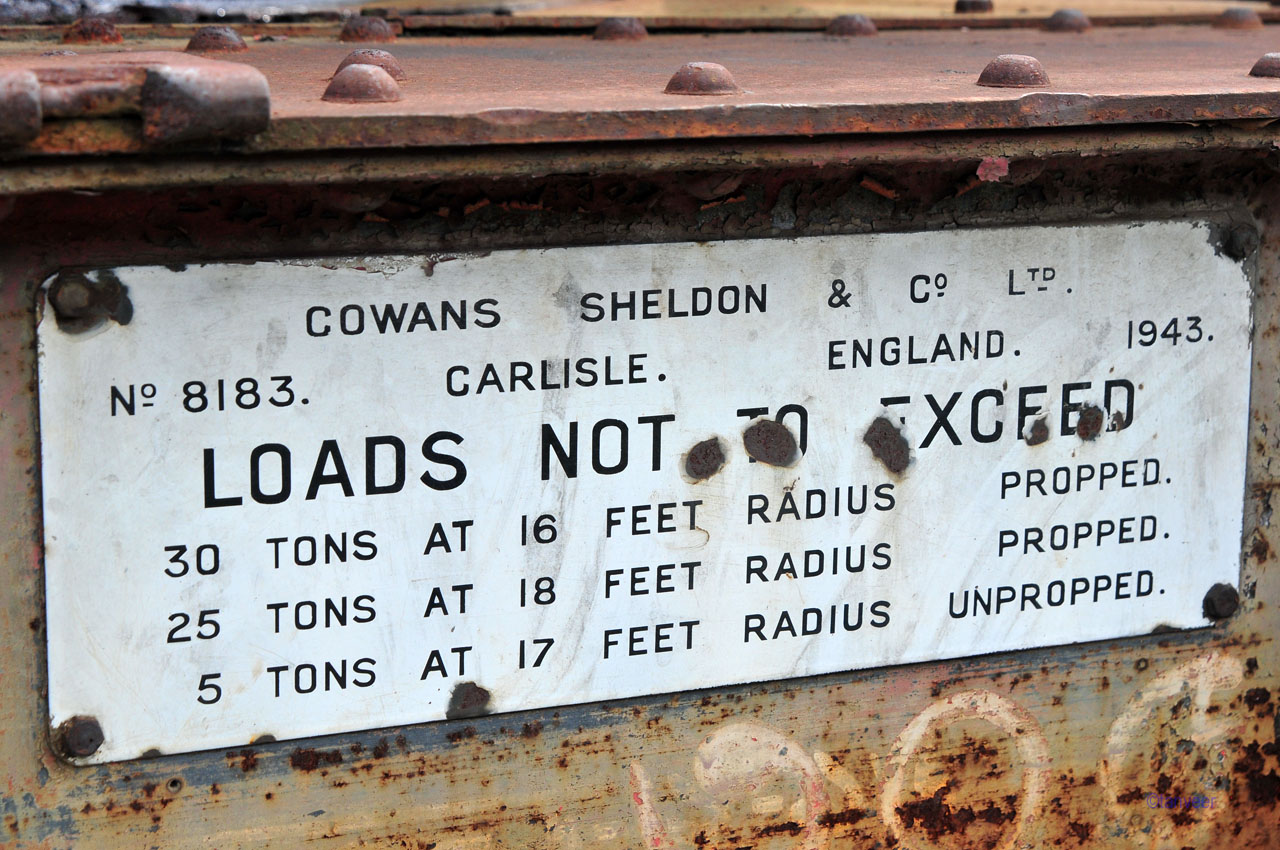 COWANS SHELDON & Cº LTD.
Nº 8183. CARLISLE. ENGLAND. 1943.
LOADS NOT TO EXCEED
30 TONS AT 16 FEET RADIUS PROPPED.
25 TONS AT 18 FEET RADIUS PROPPED.
5 TONS AT 17 FEET RADIUS UNPROPPED.